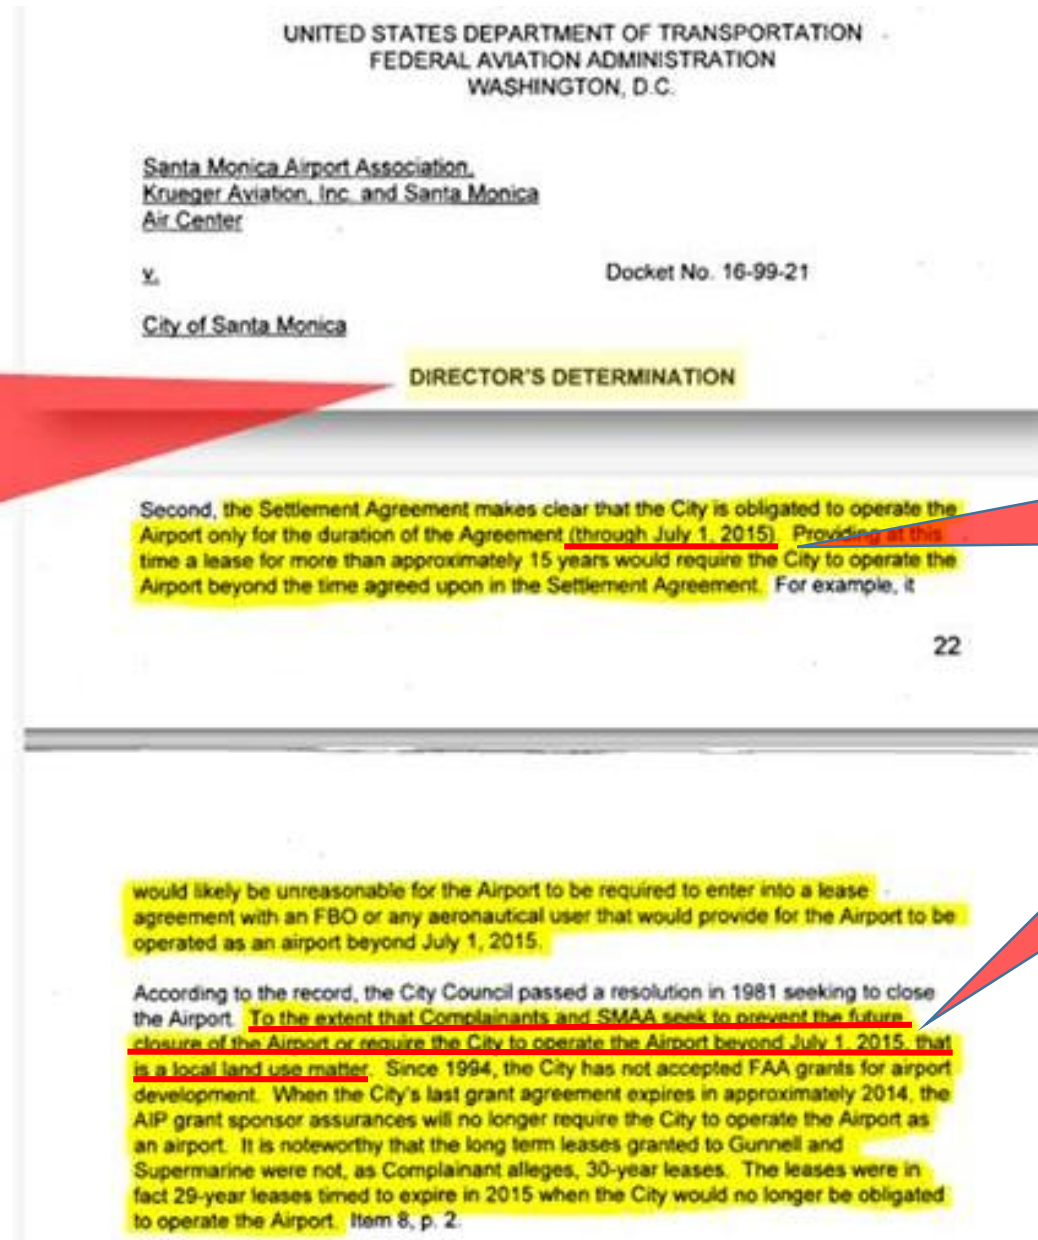 UNITED STATES DEPARTMENT OF TRANSPORTATION
FEDERAL AVIATION ADMINISTRATION
WASHINGTON, D.C.
Santa Monica Airport Association,
Krueger Aviation, Inc. and Santa Monica
Air Center
v.
Docket No. 16-99-21
City of Santa Monica
DIRECTOR'S DETERMINATION
Second, the Settlement Agreement makes clear that the City is obligated to operate the
Airport only for the duration of the Agreement (through July 1, 2015). Providing at this
time a lease for more than approximately 15 years would require the City to operate the
Airport beyond the time agreed upon in the Settlement Agreement. For example, it
22
would likely be unreasonable for the Airport to be required to enter into a lease
agreement with an FBO or any aeronautical user that would provide for the Airport to be
operated as an airport beyond July 1, 2015.
According to the record, the City Council passed a resolution in 1981 seeking to close
the Airport. To the extent that Complainants and SMAA seek to prevent the future
closure of the Airport or require the City to operate the Airport beyond July 1, 2015, that
is a local land use matter. Since 1994, the City has not accepted FAA grants for airport
development. When the City's last grant agreement expires in approximately 2014, the
AIP grant sponsor assurances will no longer require the City to operate the Airport as
an airport. It is noteworthy that the long term leases granted to Gunnell and
Supermarine were not, as Complainant alleges, 30-year leases. The leases were in
fact 29-year leases timed to expire in 2015 when the City would no longer be obligated
to operate the Airport. Item 8, p. 2.